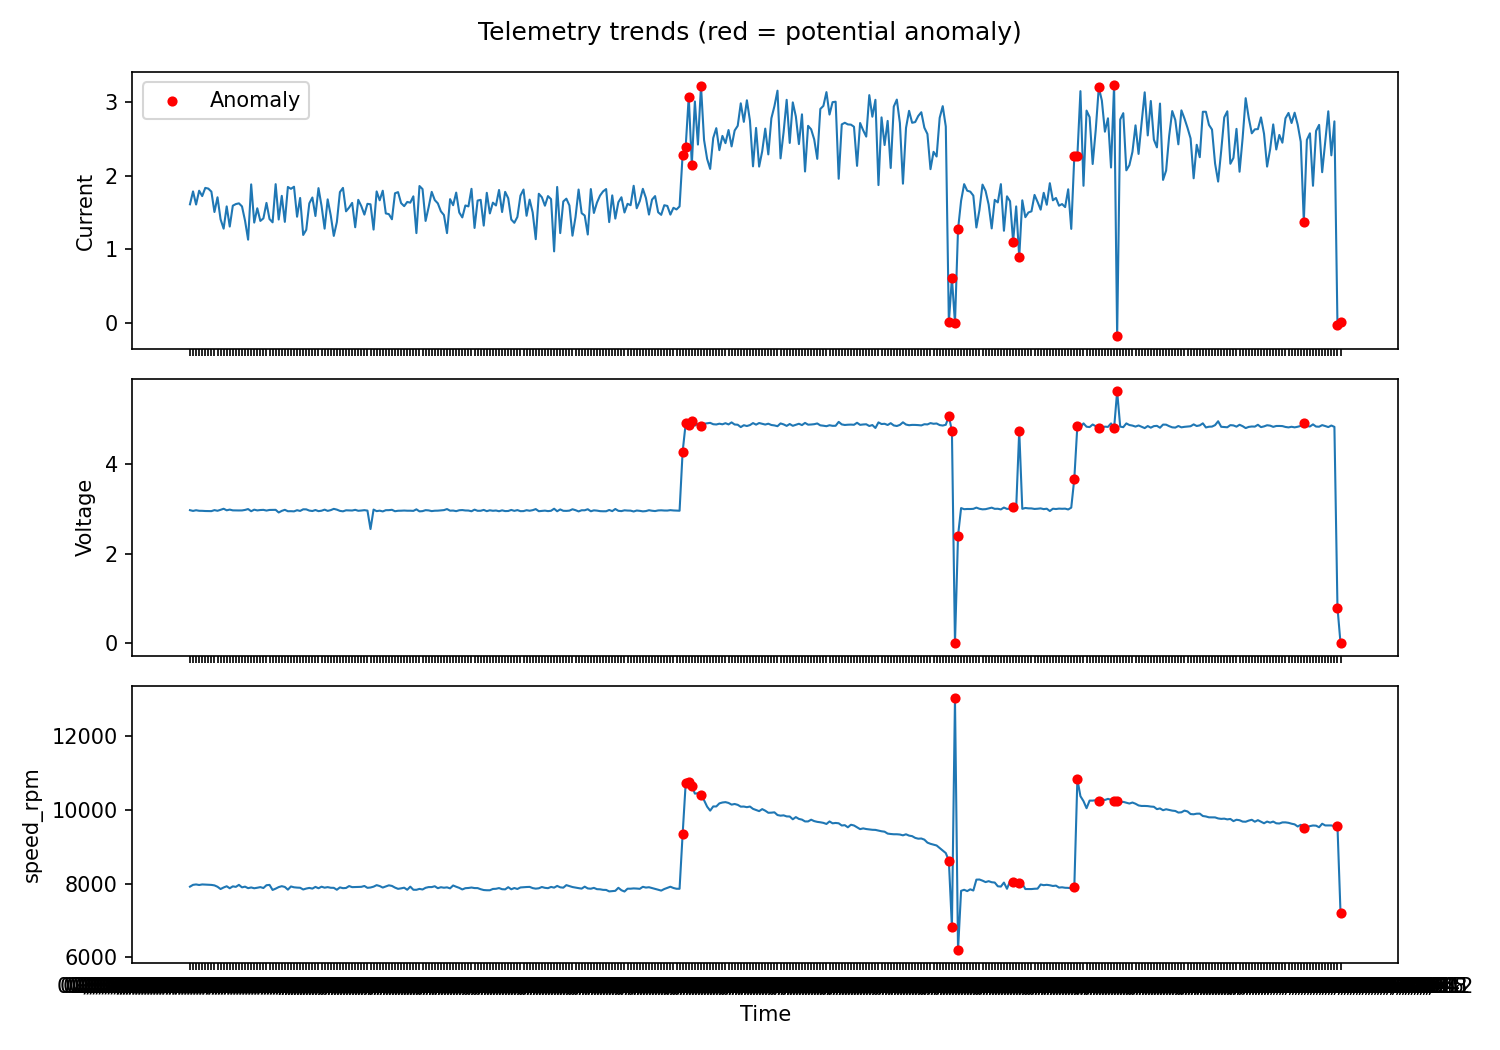 Telemetry trends (red = potential anomaly)
Anomaly
Current
3
2
1
0
Voltage
4
2
0
speed_rpm
12000
10000
8000
6000
Time